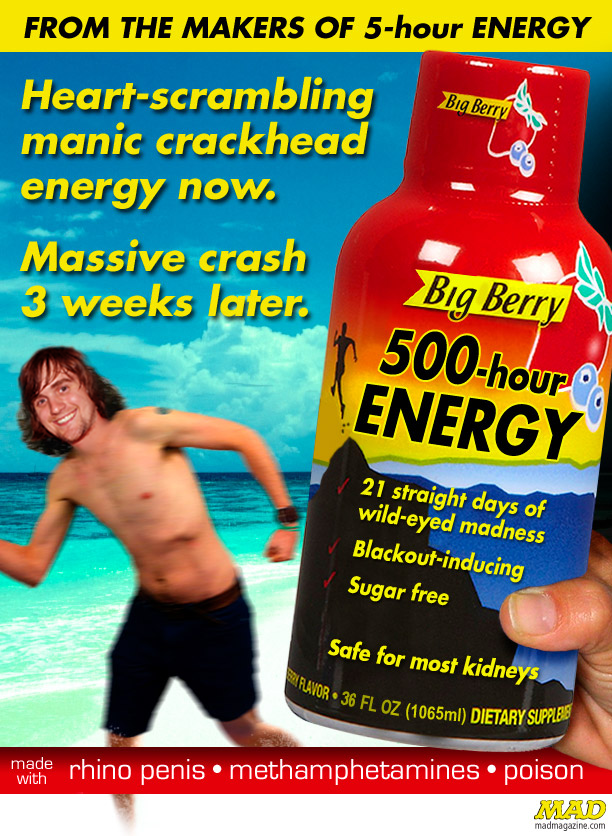 FROM THE MAKERS OF 5-hour ENERGY
Heart-scrambling
manic crackhead
energy now.
Massive crash
3 weeks later.
Big Berry
Big Berry
500-hour
ENERGY
✓ 21 straight days of
wild-eyed madness
✓ Blackout-inducing
✓ Sugar free
Safe for most kidneys
FLAVOR • 36 FL OZ (1065ml) DIETARY
made
with
rhino penis • methamphetamines • poison
MAD
madmagazine.com